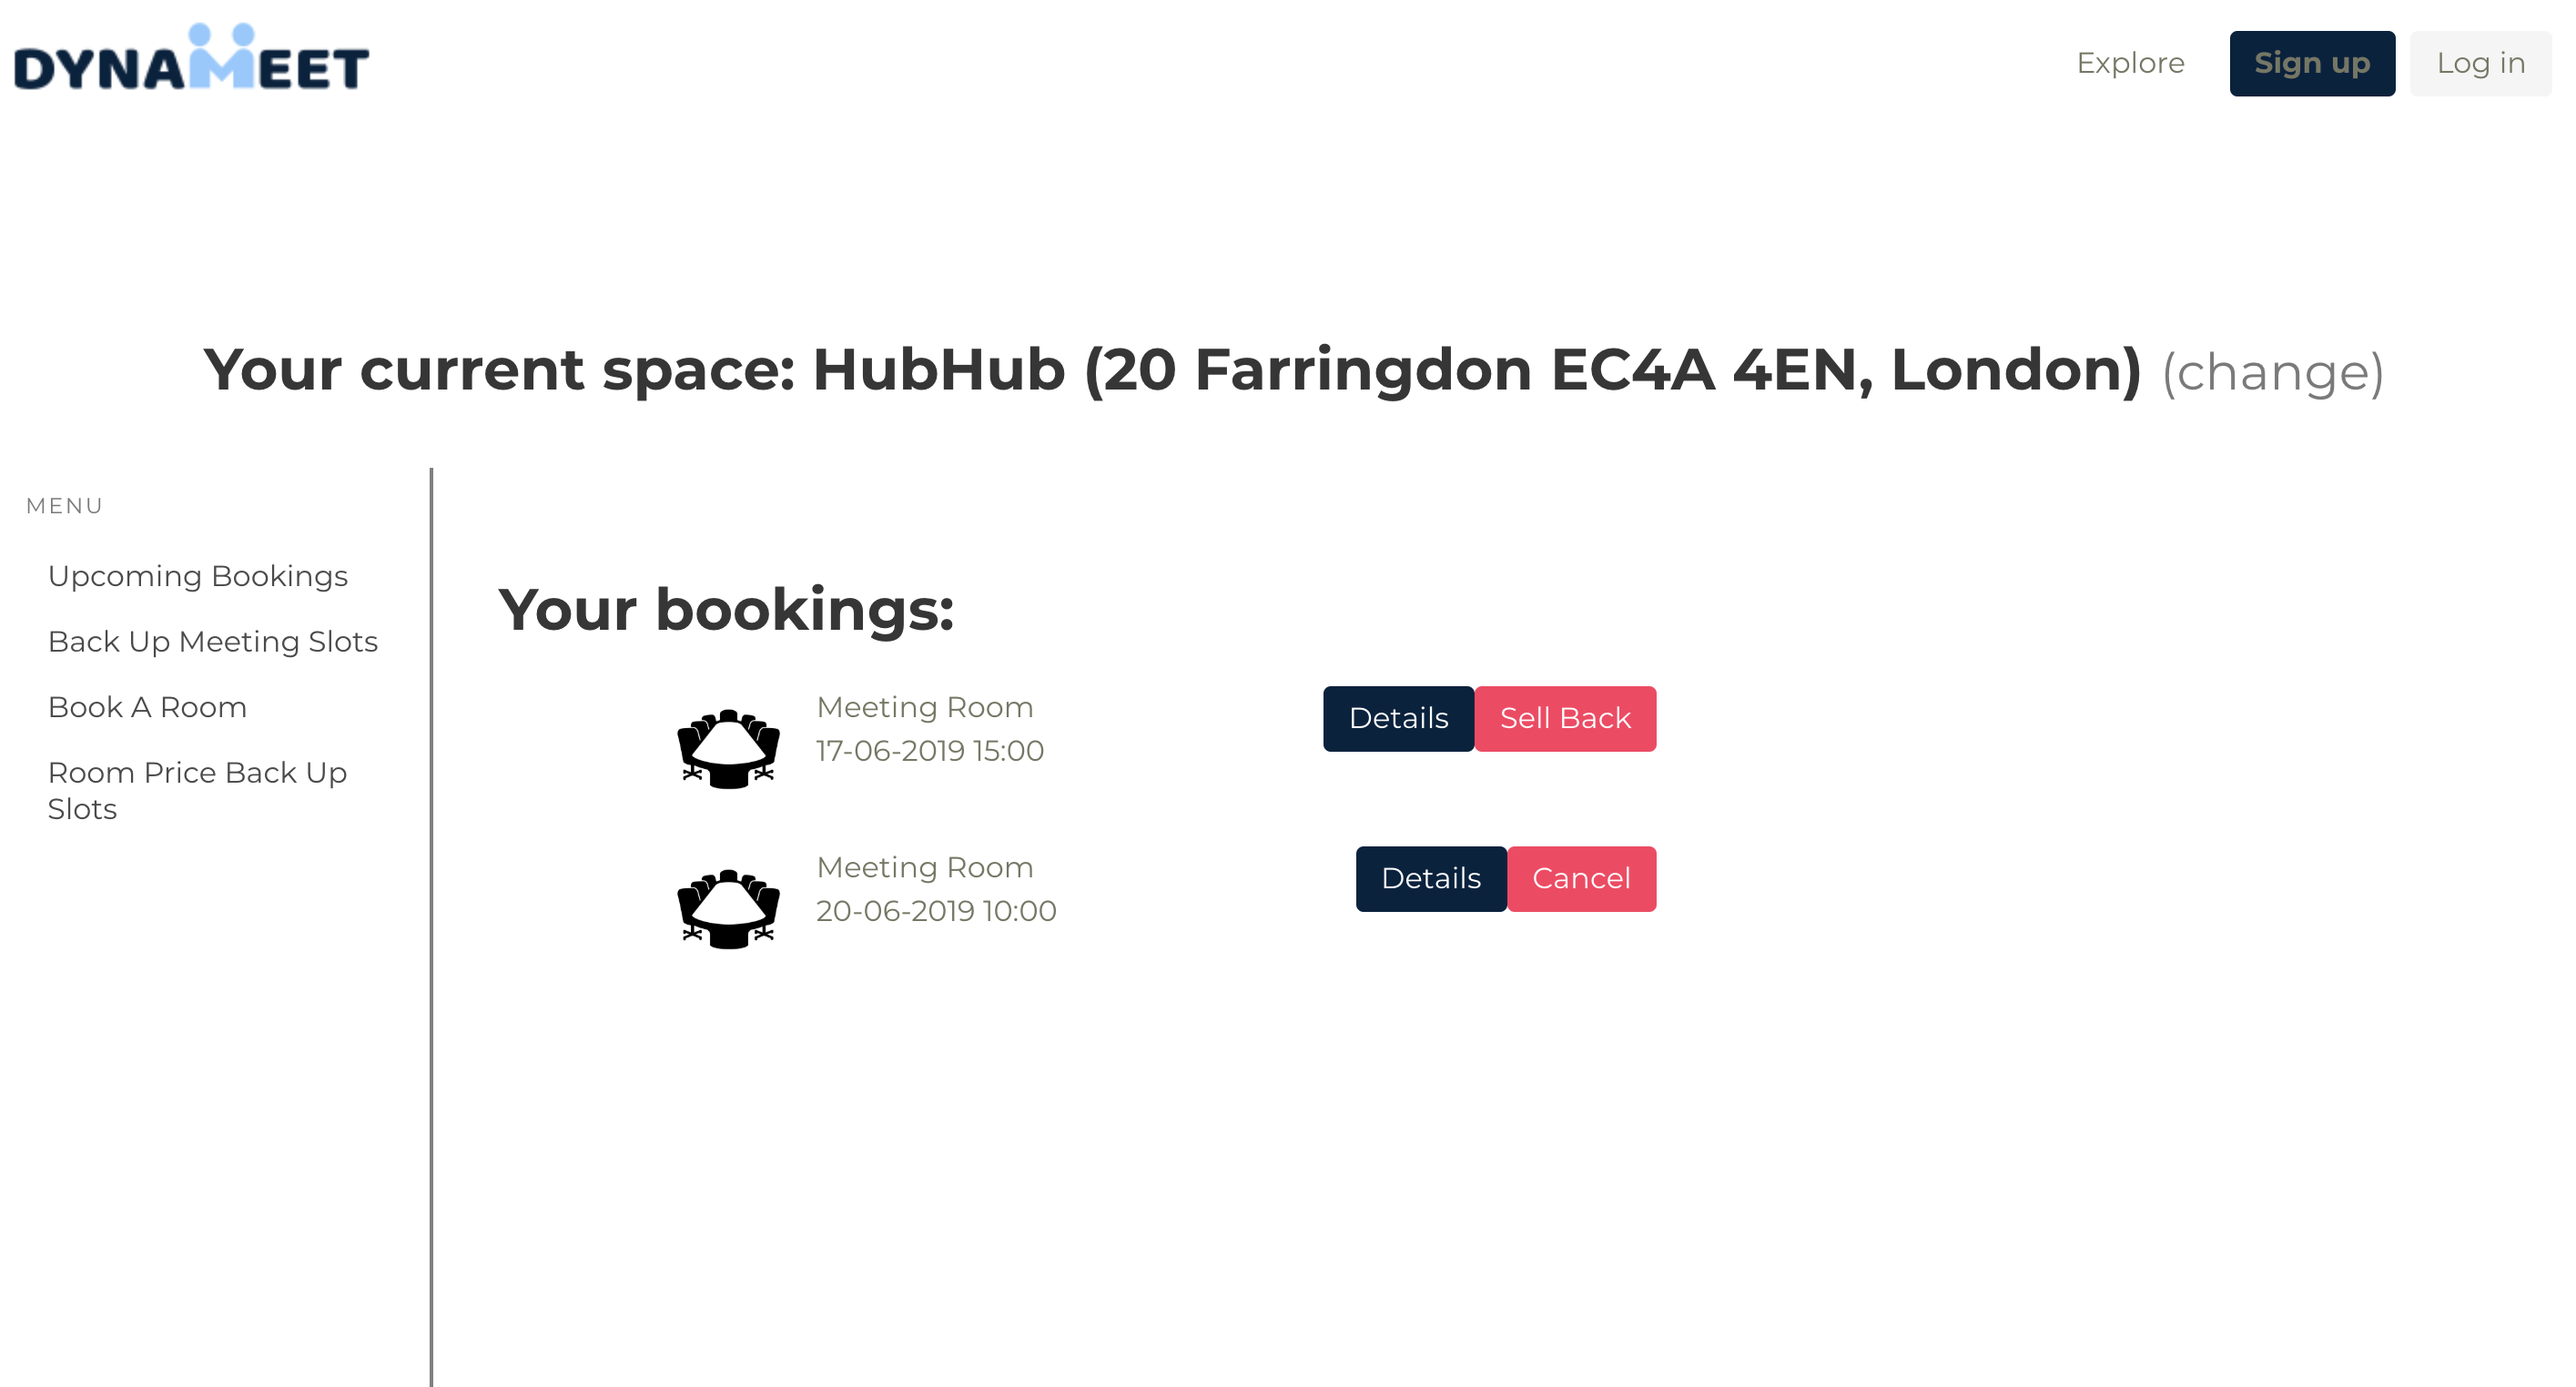 DYNAMEET
Explore
Sign up
Log in
Your current space: HubHub (20 Farringdon EC4A 4EN, London) (change)
MENU
Upcoming Bookings
Back Up Meeting Slots
Book A Room
Room Price Back Up
Slots
Your bookings:
Meeting Room
17-06-2019 15:00
Details
Sell Back
Meeting Room
20-06-2019 10:00
Details
Cancel